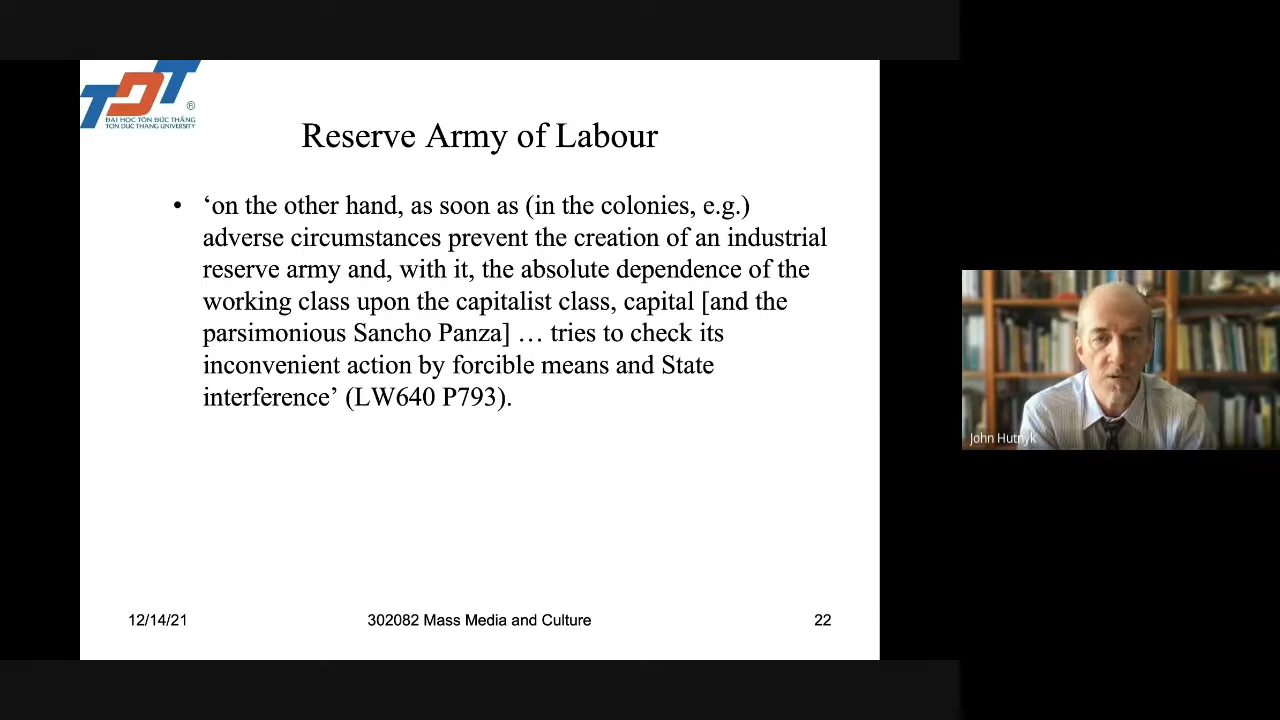 TDT ®
ĐẠI HỌC TÔN ĐỨC THẮNG
TON DUC THANG UNIVERSITY
Reserve Army of Labour
• ‘on the other hand, as soon as (in the colonies, e.g.)
adverse circumstances prevent the creation of an industrial
reserve army and, with it, the absolute dependence of the
working class upon the capitalist class, capital [and the
parsimonious Sancho Panza] … tries to check its
inconvenient action by forcible means and State
interference’ (LW640 P793).
John Hutnyk
12/14/21
302082 Mass Media and Culture
22